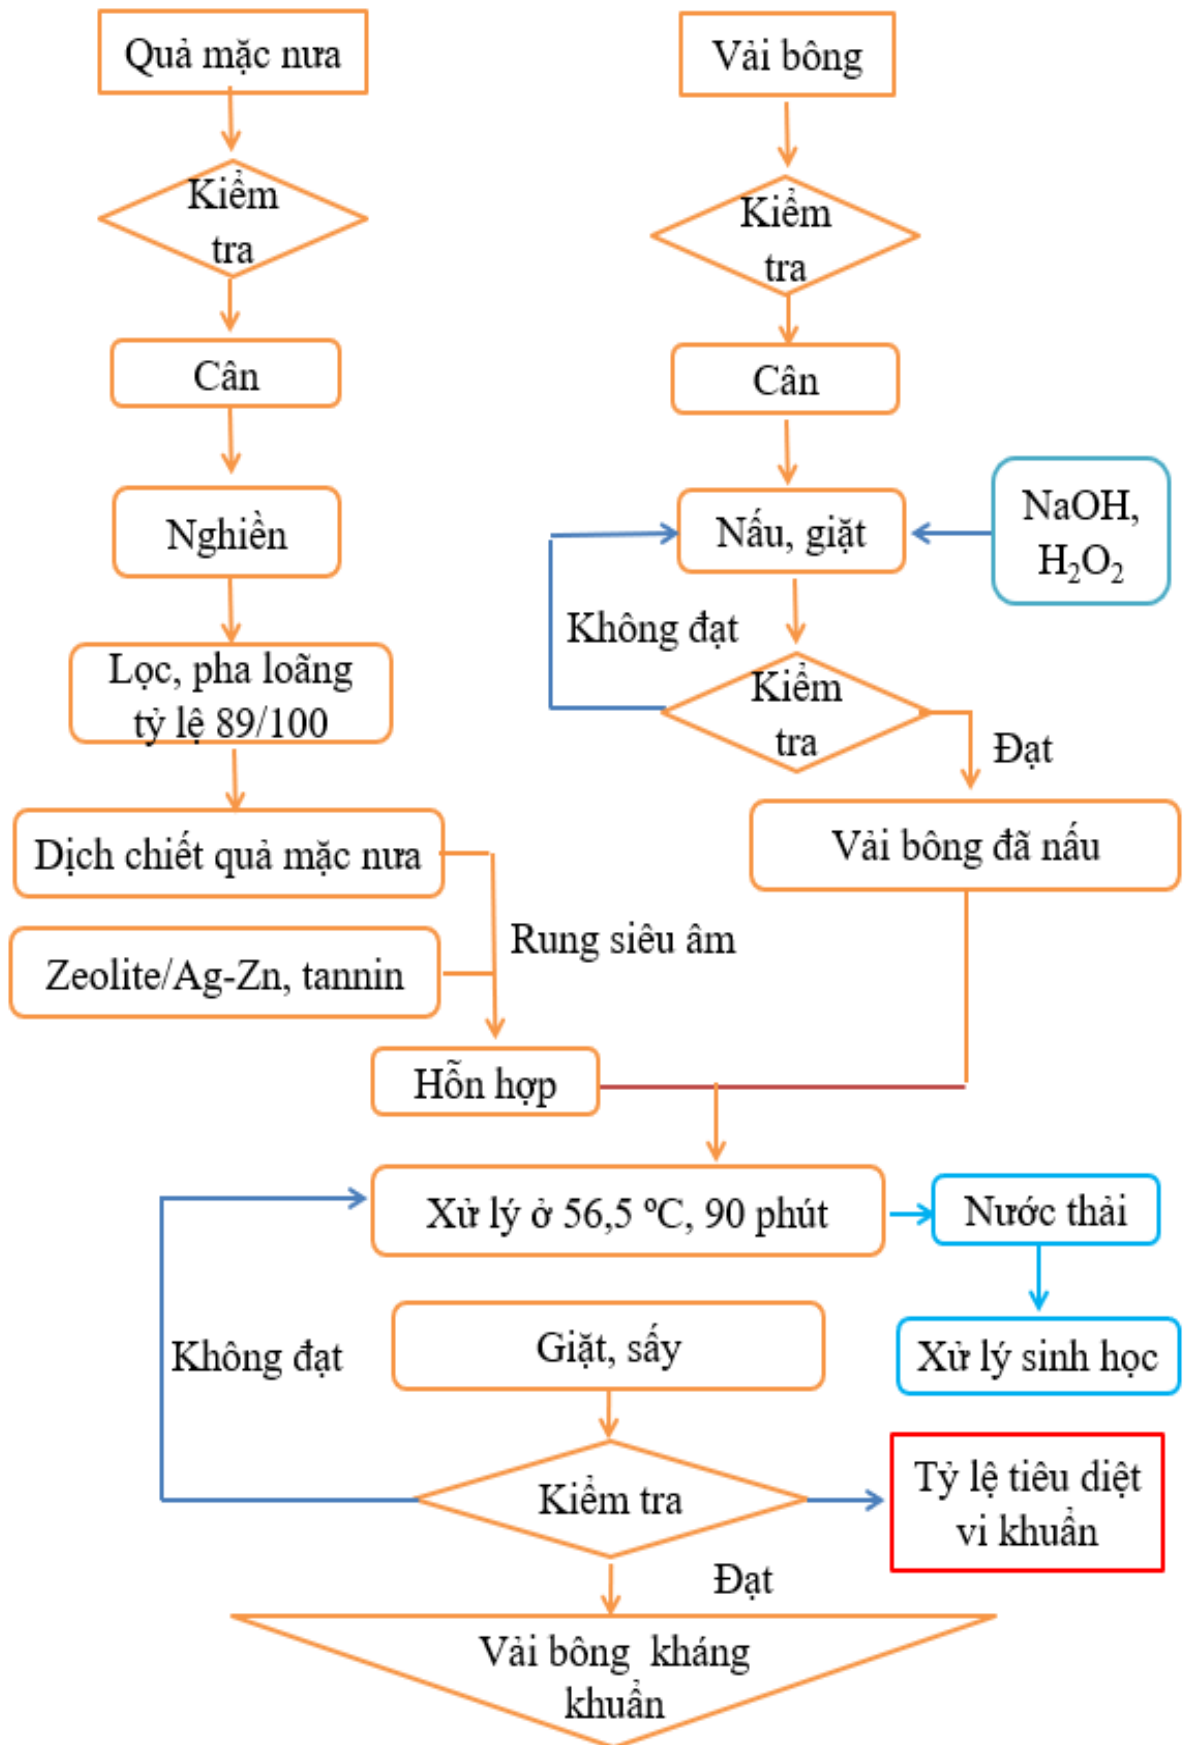 Quả mặc nưa
Kiểm
tra
Cân
Nghiền
Lọc, pha loãng
tỷ lệ 89/100
Dịch chiết quả mặc nưa
Zeolite/Ag-Zn, tannin
Rung siêu âm
Vải bông
Kiểm
tra
Cân
Nấu, giặt
NaOH,
H₂O₂
Không đạt
Kiểm
tra
Đạt
Vải bông đã nấu
Hỗn hợp
Xử lý ở 56,5 ºC, 90 phút
Nước thải
Xử lý sinh học
Giặt, sấy
Không đạt
Kiểm tra
Tỷ lệ tiêu diệt
vi khuẩn
Đạt
Vải bông kháng
khuẩn